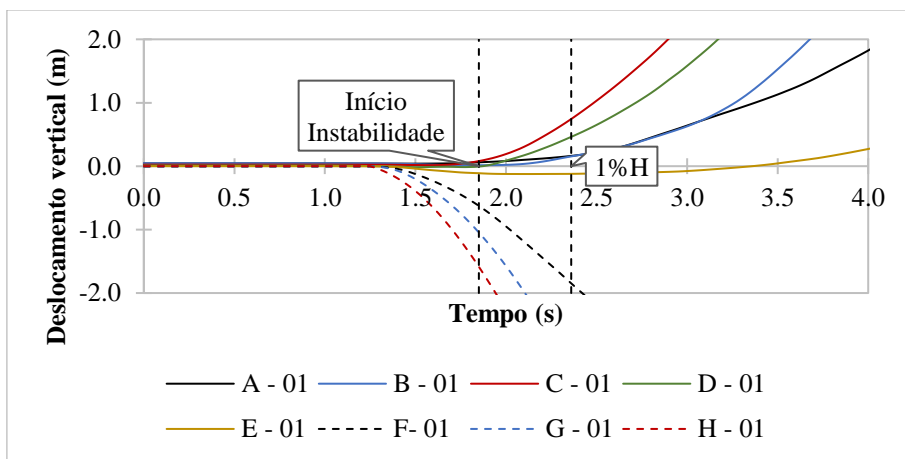 Deslocamento vertical (m)
2.0
1.0
0.0
-1.0
-2.0
Início
Instabilidade
1%H
0.0 0.5 1.0 1.5 2.0 2.5 3.0 3.5 4.0
Tempo (s)
A - 01 B - 01 C - 01 D - 01
E - 01 F- 01 G - 01 H - 01